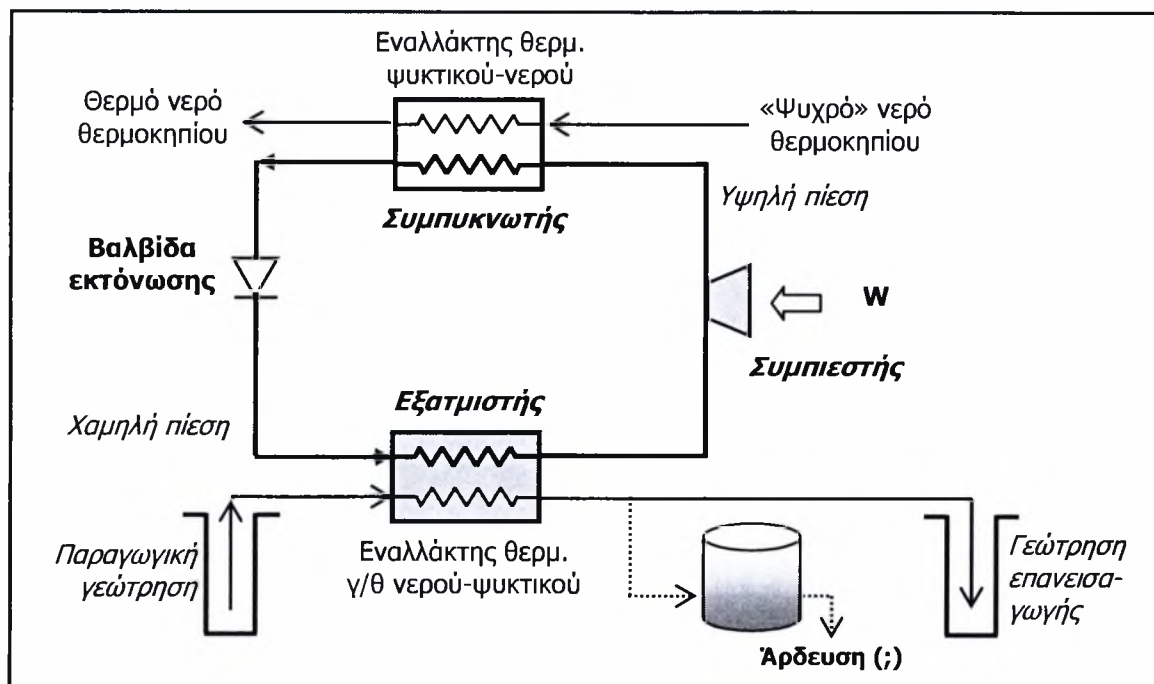 Εναλλάκτης θερμ.
ψυκτικού-νερού
Θερμό νερό
θερμοκηπίου
«Ψυχρό» νερό
θερμοκηπίου
Συμπυκνωτής
Υψηλή πίεση
Βαλβίδα
εκτόνωσης
W
Συμπιεστής
Εξατμιστής
Χαμηλή πίεση
Παραγωγική
γεώτρηση
Εναλλάκτης θερμ.
γ/θ νερού-ψυκτικού
Γεώτρηση
επανεισα-
γωγής
Άρδευση (;)